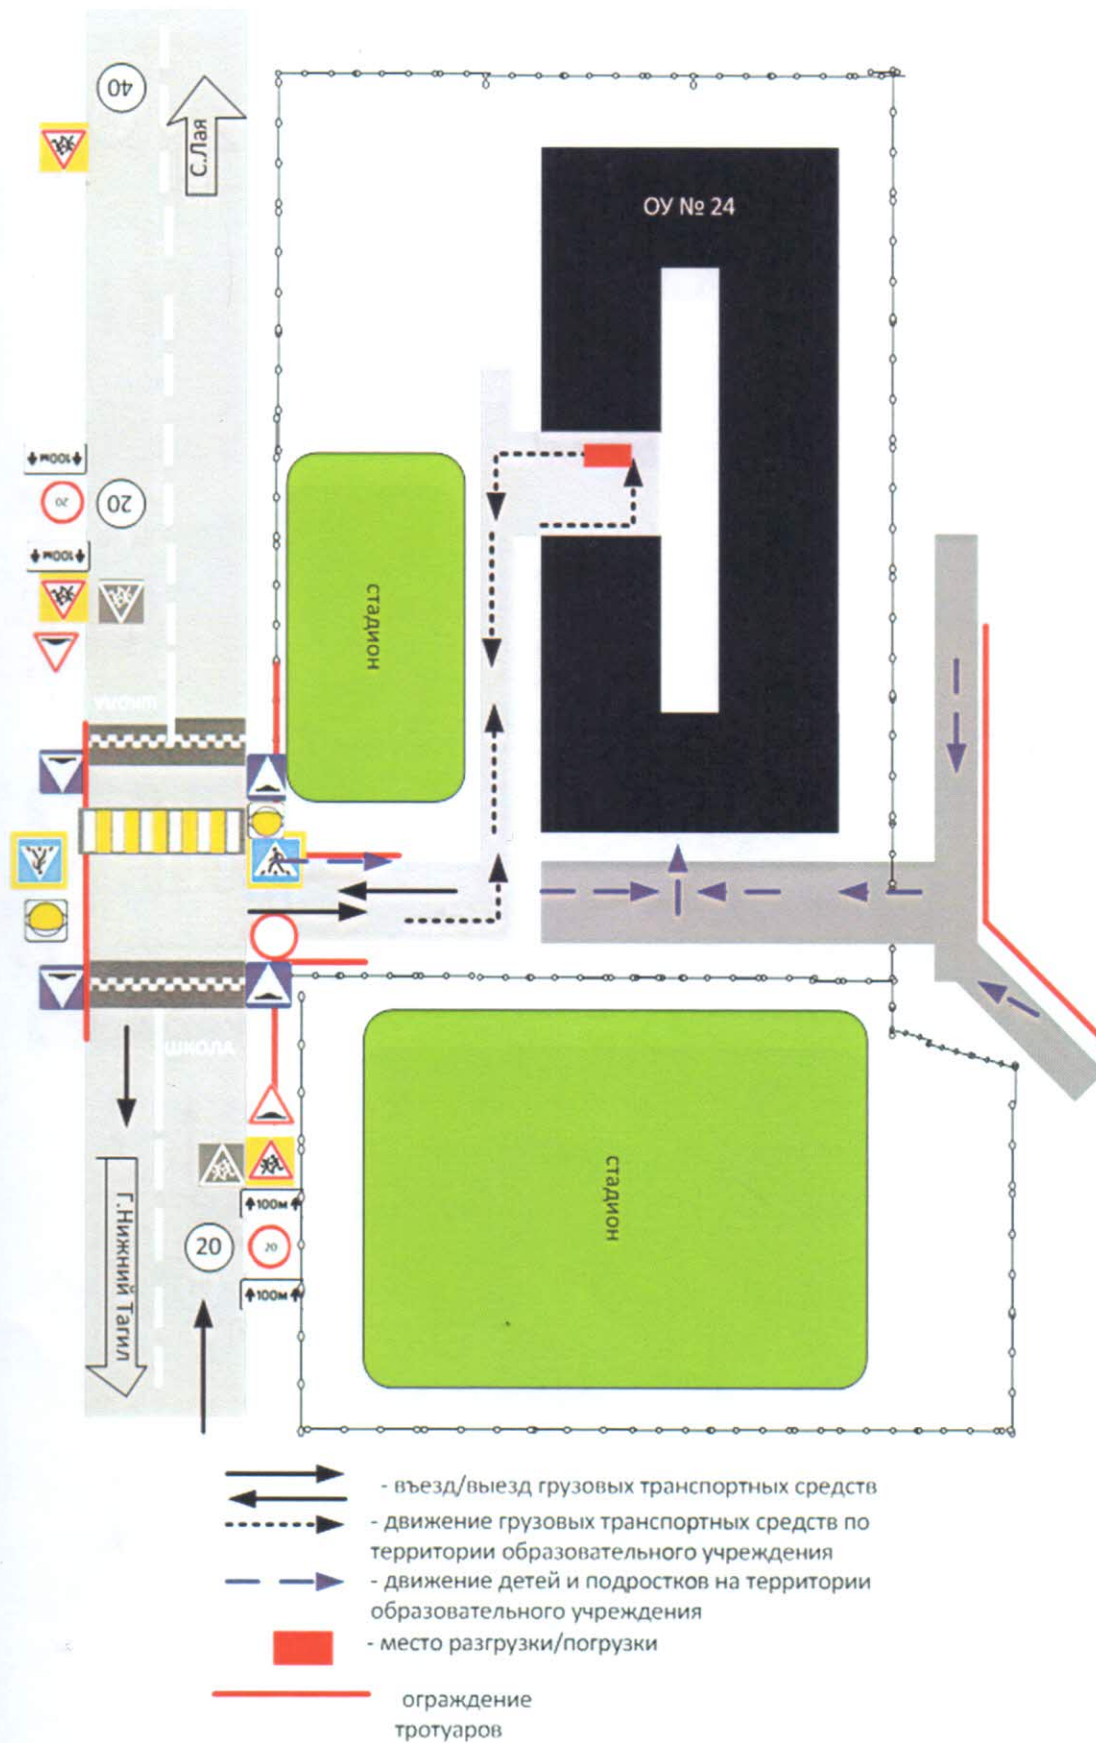 40
С.Лая
ОУ № 24
100м
20
20
100м
стадион
ШКОЛА
ШКОЛА
100м
20
20
100м
стадион
Г.Нижний Тагил
- въезд/выезд грузовых транспортных средств
- движение грузовых транспортных средств по
территории образовательного учреждения
- движение детей и подростков на территории
образовательного учреждения
- место разгрузки/погрузки
ограждение
тротуаров